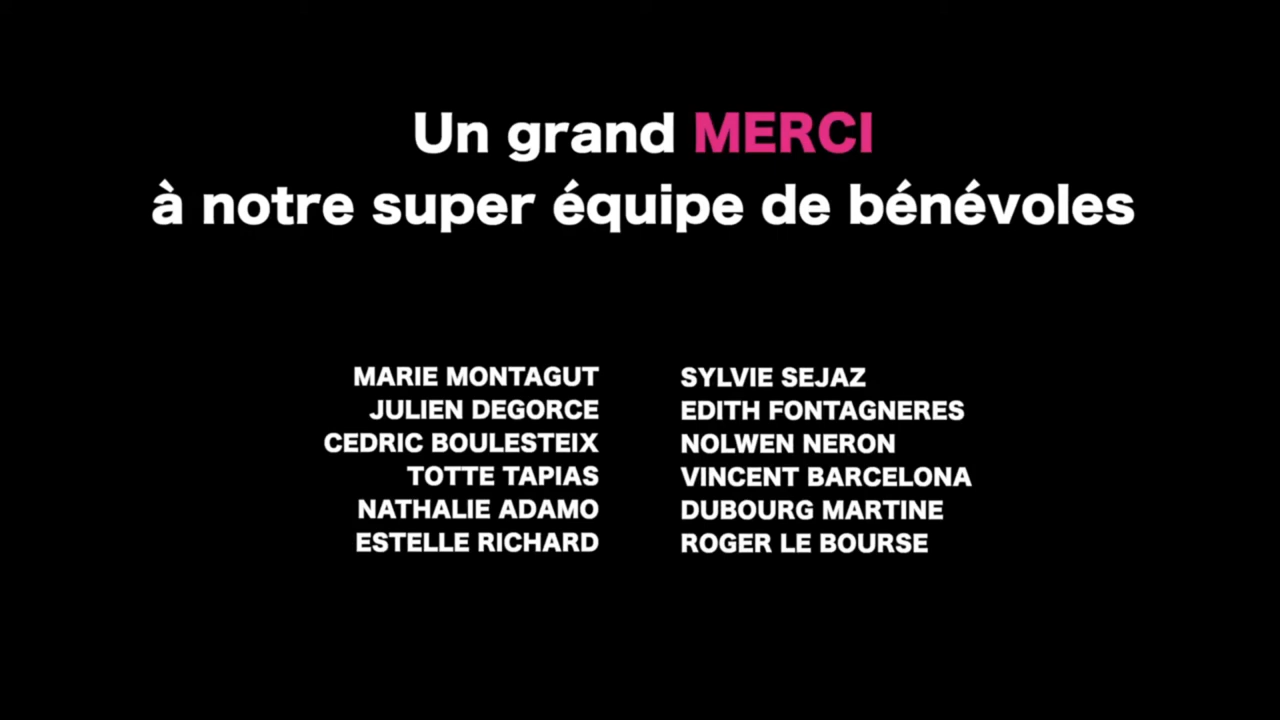 Un grand MERCI
à notre super équipe de bénévoles
MARIE MONTAGUT
JULIEN DEGORCE
CEDRIC BOULESTEIX
TOTTE TAPIAS
NATHALIE ADAMO
ESTELLE RICHARD
SYLVIE SEJAZ
EDITH FONTAGNERES
NOLWEN NERON
VINCENT BARCELONA
DUBOURG MARTINE
ROGER LE BOURSE